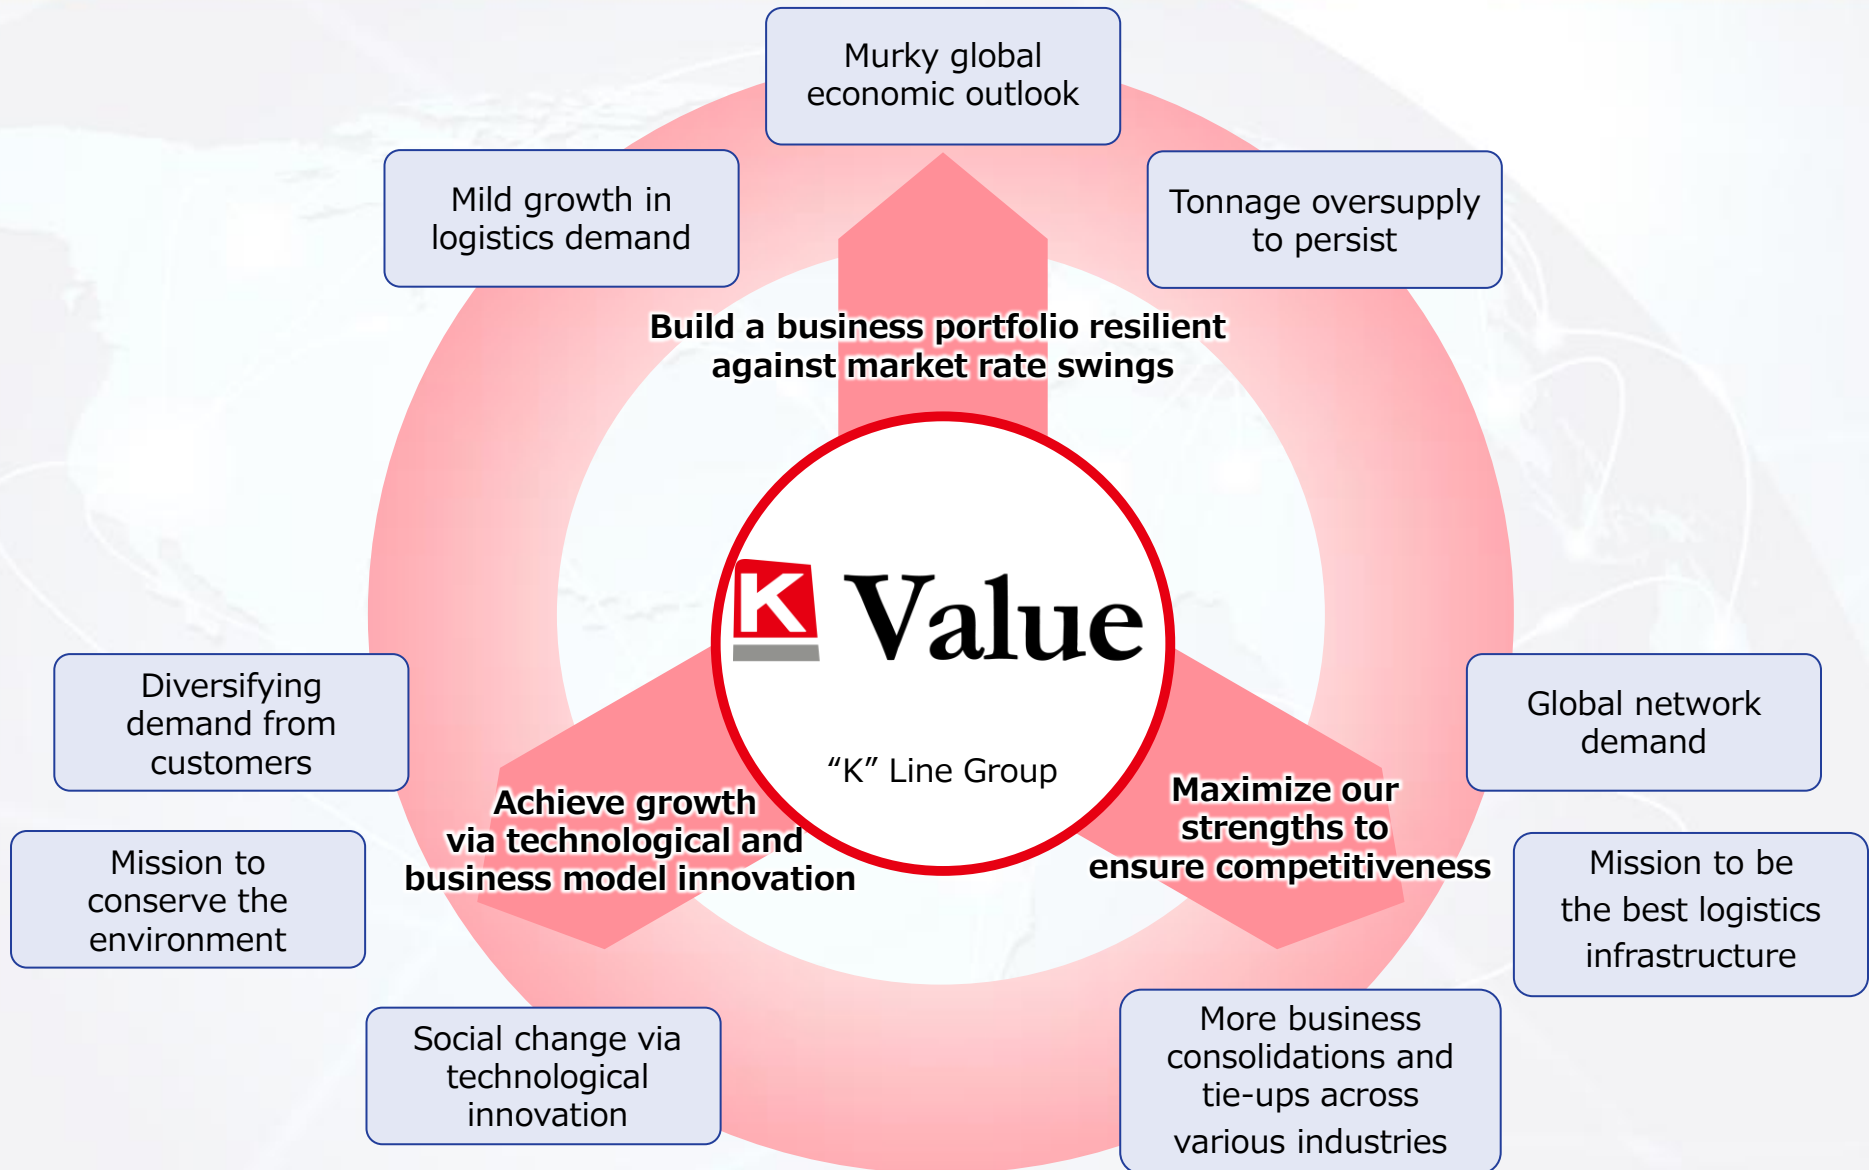 Murky global
economic outlook
Mild growth in
logistics demand
Tonnage oversupply
to persist
Build a business portfolio resilient
against market rate swings
K Value
“K” Line Group
Diversifying
demand from
customers
Mission to
conserve the
environment
Social change via
technological
innovation
Achieve growth
via technological and
business model innovation
Maximize our
strengths to
ensure competitiveness
Global network
demand
Mission to be
the best logistics
infrastructure
More business
consolidations and
tie-ups across
various industries